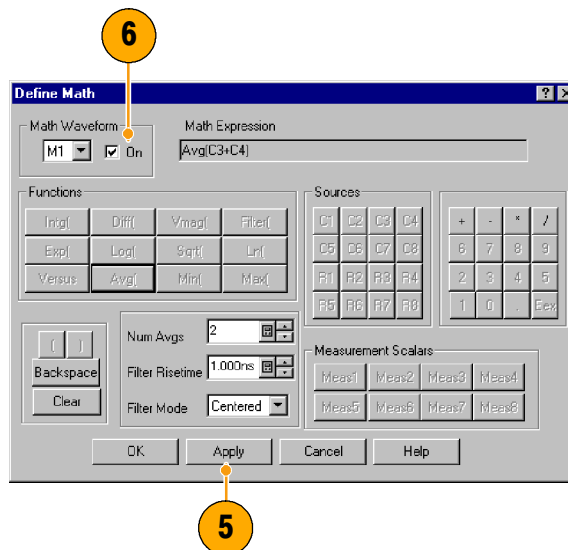 6
Define Math
Math Waveform
Math Expression
M1
On
Avg(C3+C4)
Functions
Sources
Intg( Diff( Vmag( Filter(
C1 C2 C3 C4
+ - * /
Exp( Log( Sqrt( Ln(
C5 C6 C7 C8
6 7 8 9
Versus Avg( Min( Max(
R1 R2 R3 R4
2 3 4 5
R5 R6 R7 R8
1 0 . Eex
( )
Backspace
Clear
Num Avgs 2
Filter Risetime 1.000ns
Filter Mode Centered
Measurement Scalars
Meas1 Meas2 Meas3 Meas4
Meas5 Meas6 Meas7 Meas8
OK Apply Cancel Help
5